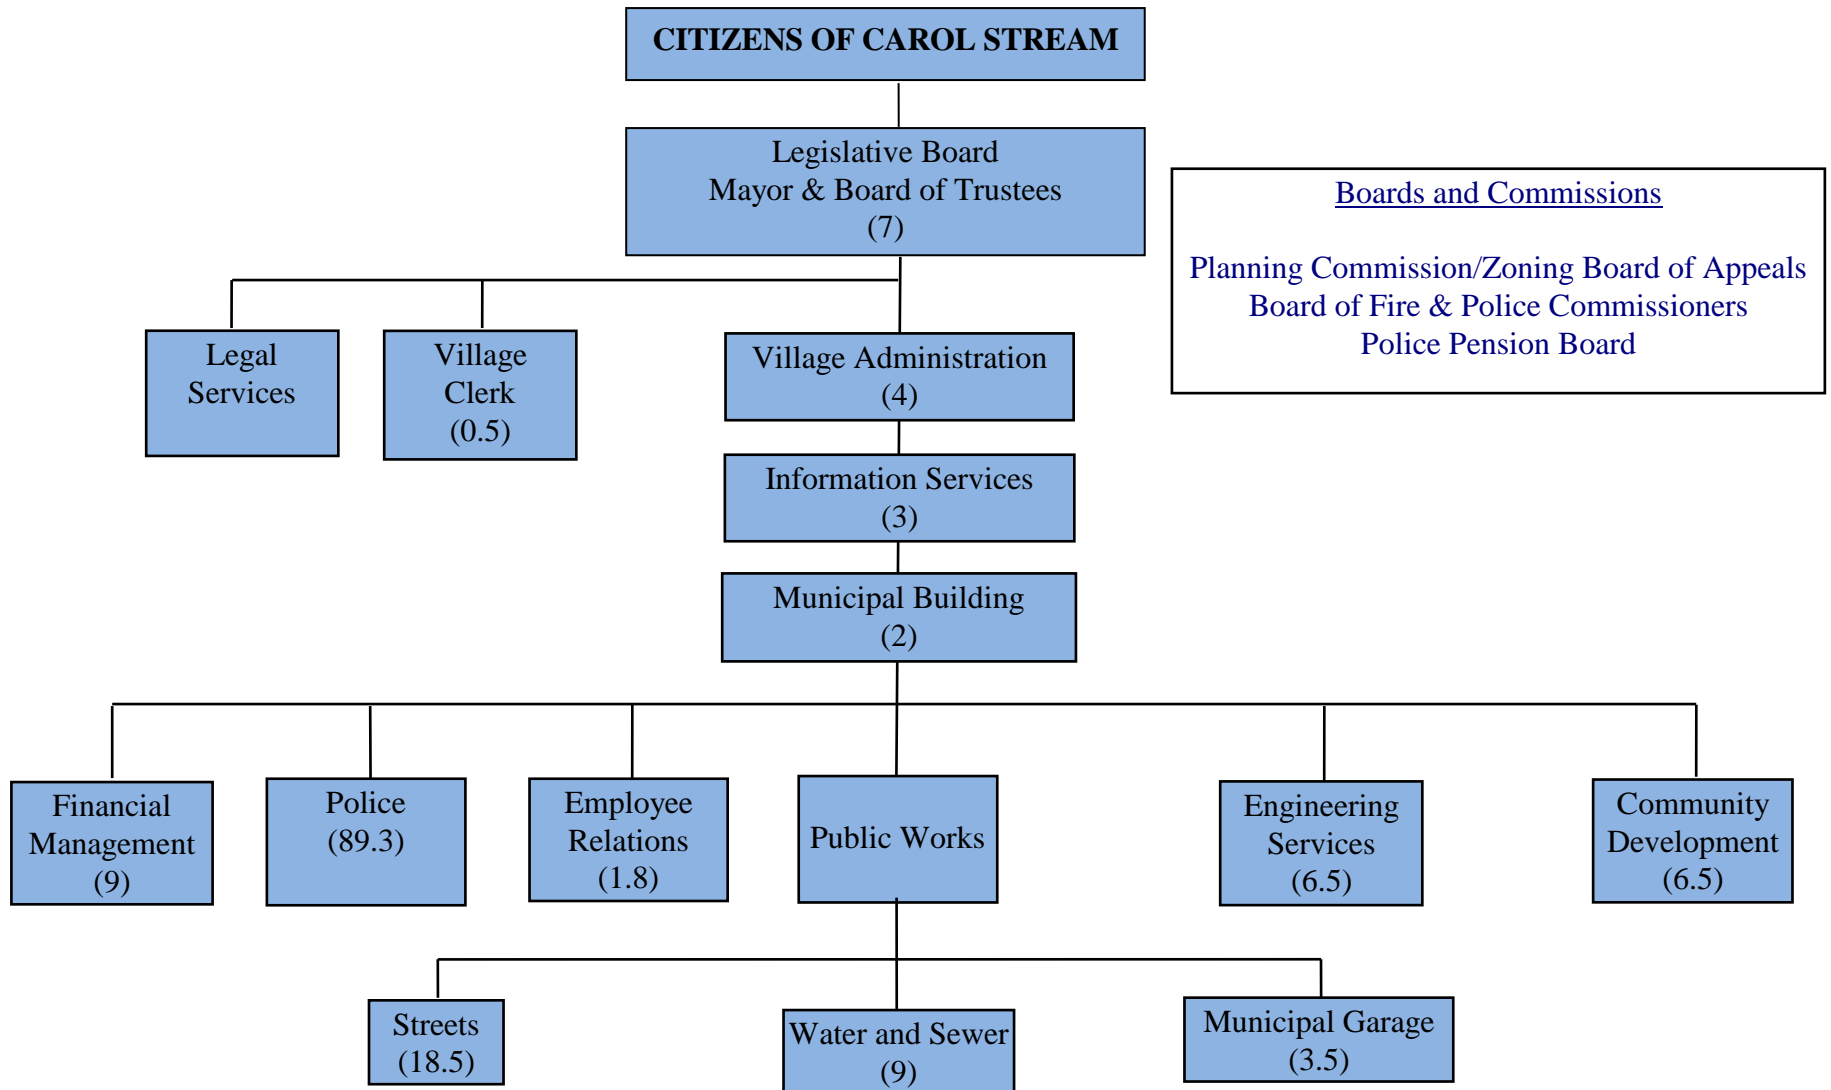 CITIZENS OF CAROL STREAM
Legislative Board
Mayor & Board of Trustees
(7)
Boards and Commissions
Planning Commission/Zoning Board of Appeals
Board of Fire & Police Commissioners
Police Pension Board
Legal
Services
Village
Clerk
(0.5)
Village Administration
(4)
Information Services
(3)
Municipal Building
(2)
Financial
Management
(9)
Police
(89.3)
Employee
Relations
(1.8)
Public Works
Engineering
Services
(6.5)
Community
Development
(6.5)
Streets
(18.5)
Water and Sewer
(9)
Municipal Garage
(3.5)